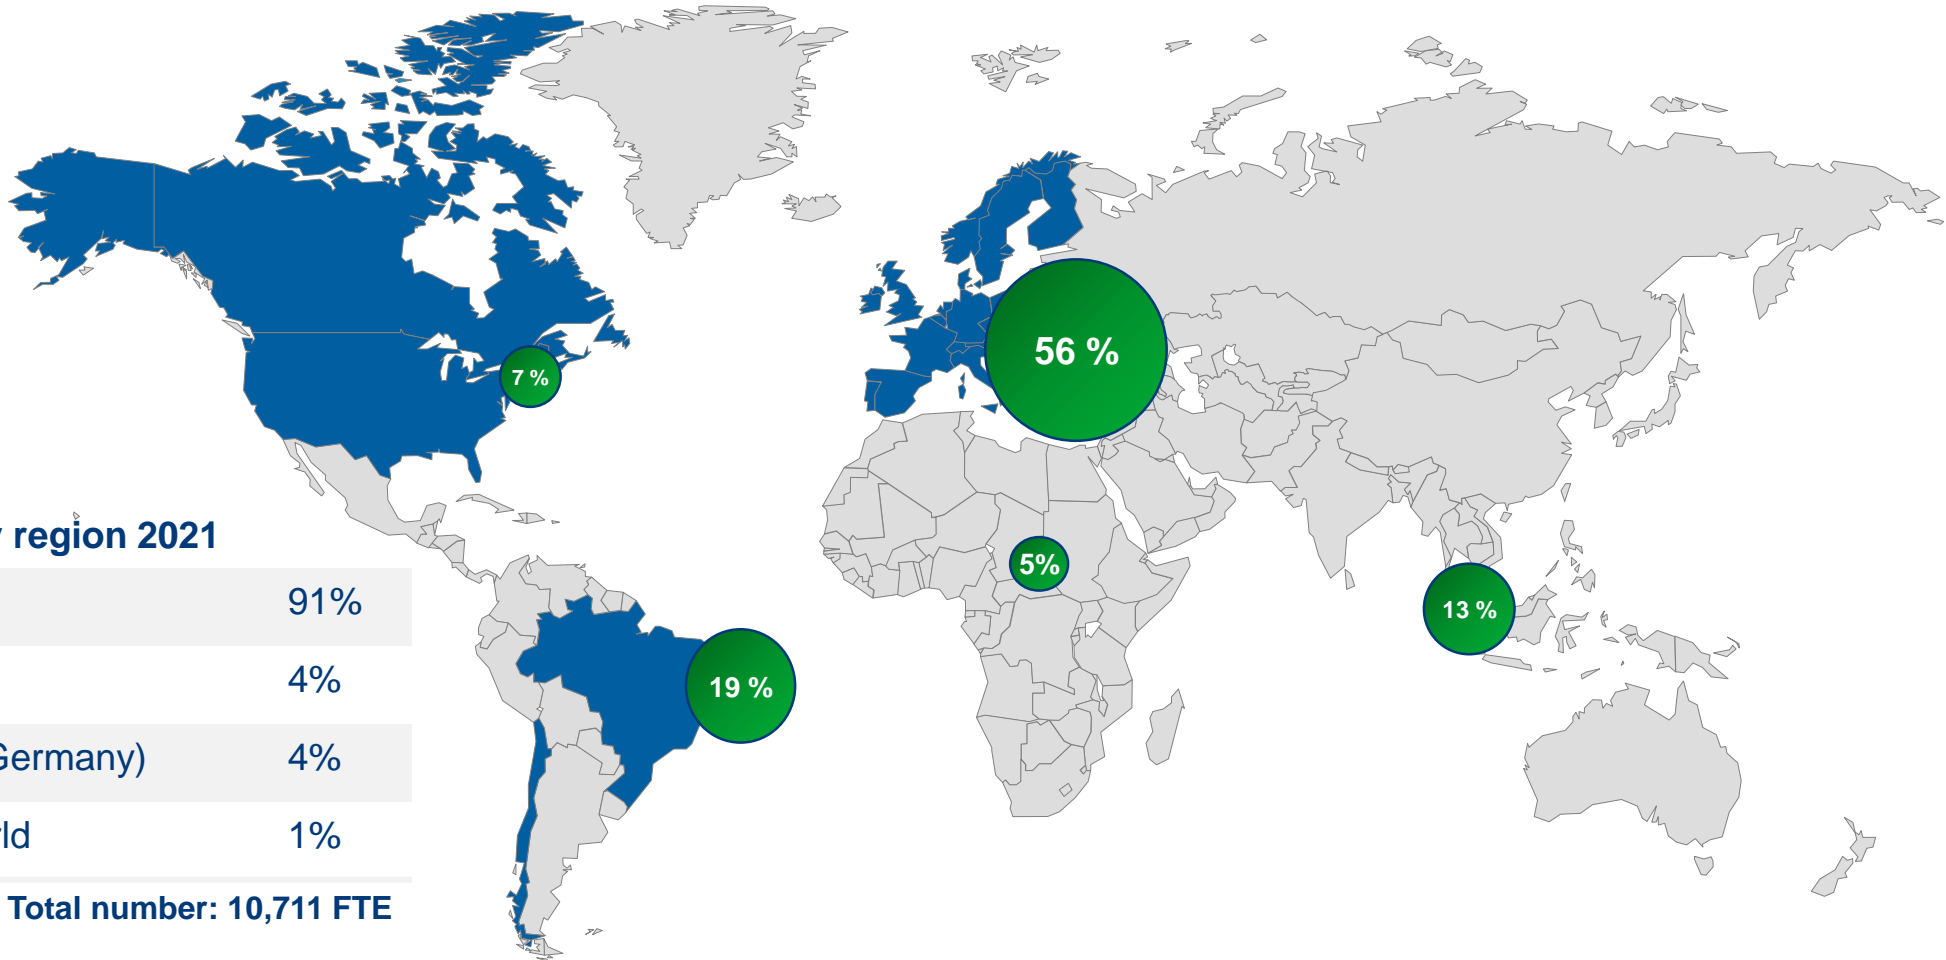 7 %
56 %
5%
13 %
19 %
region 2021
91%
4%
Germany) 4%
1%
Total number: 10,711 FTE